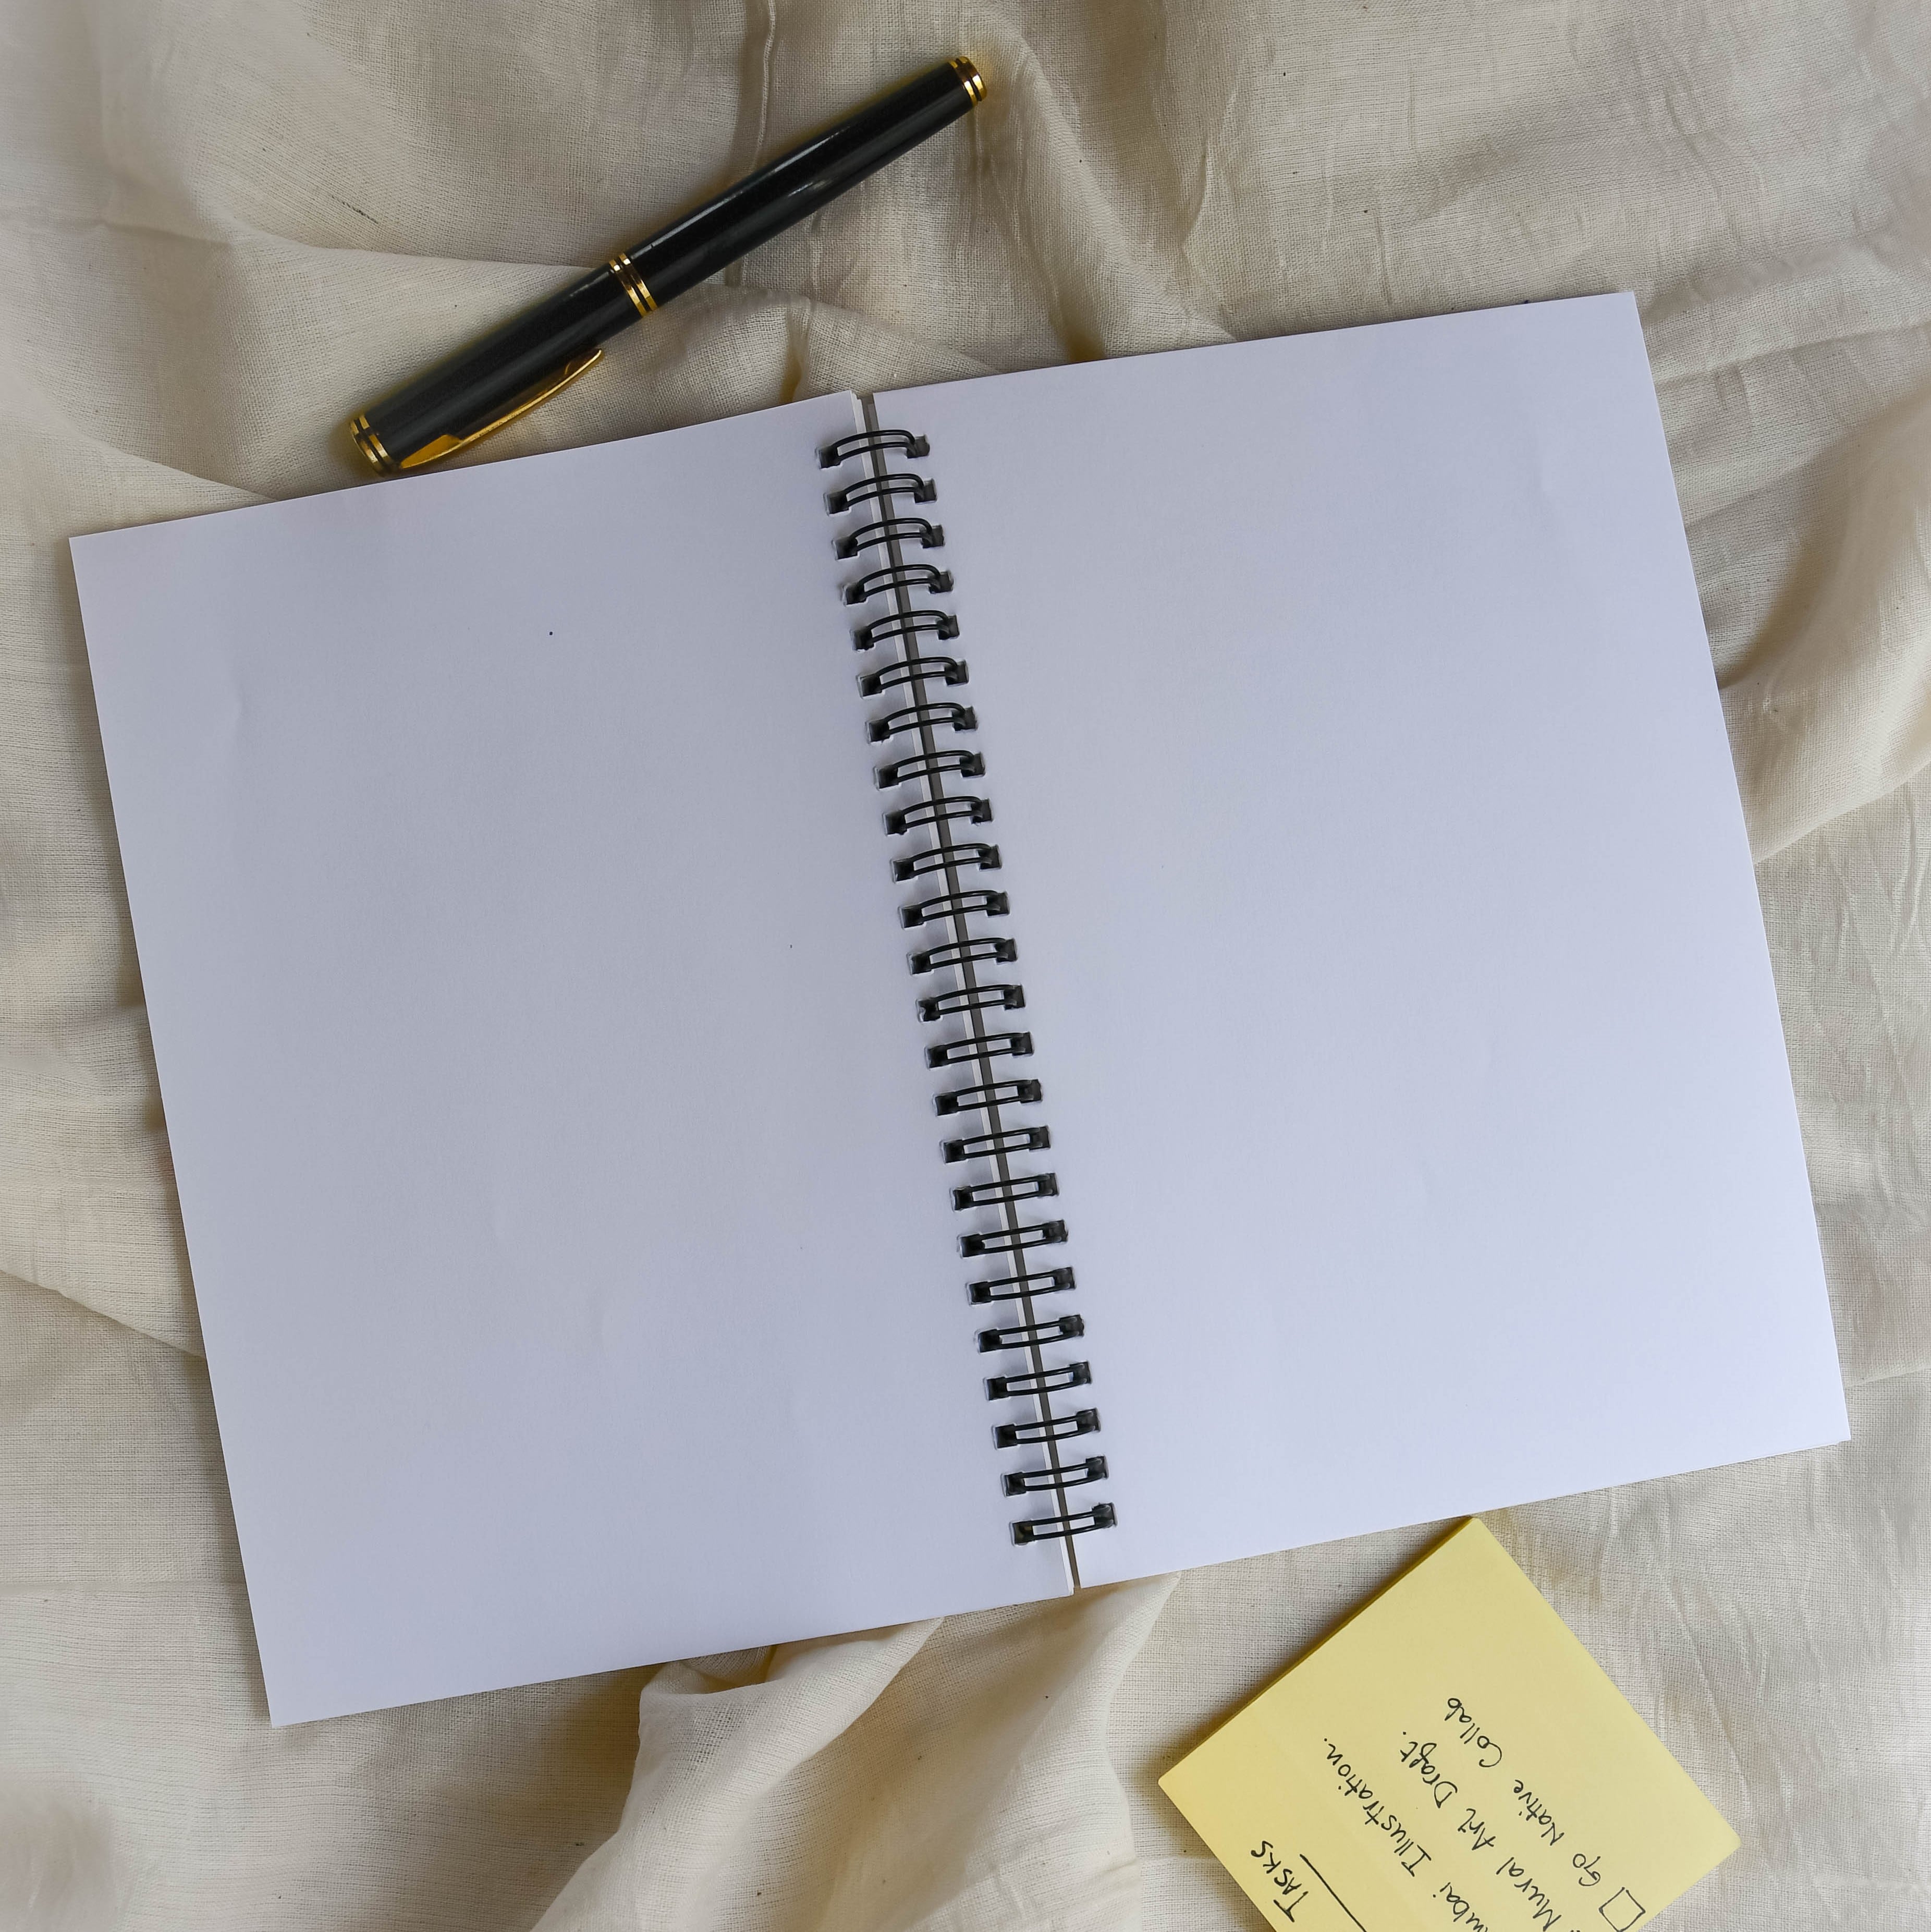 TASKS
Illustration.
Mural Art Draft.
Go Native Collab